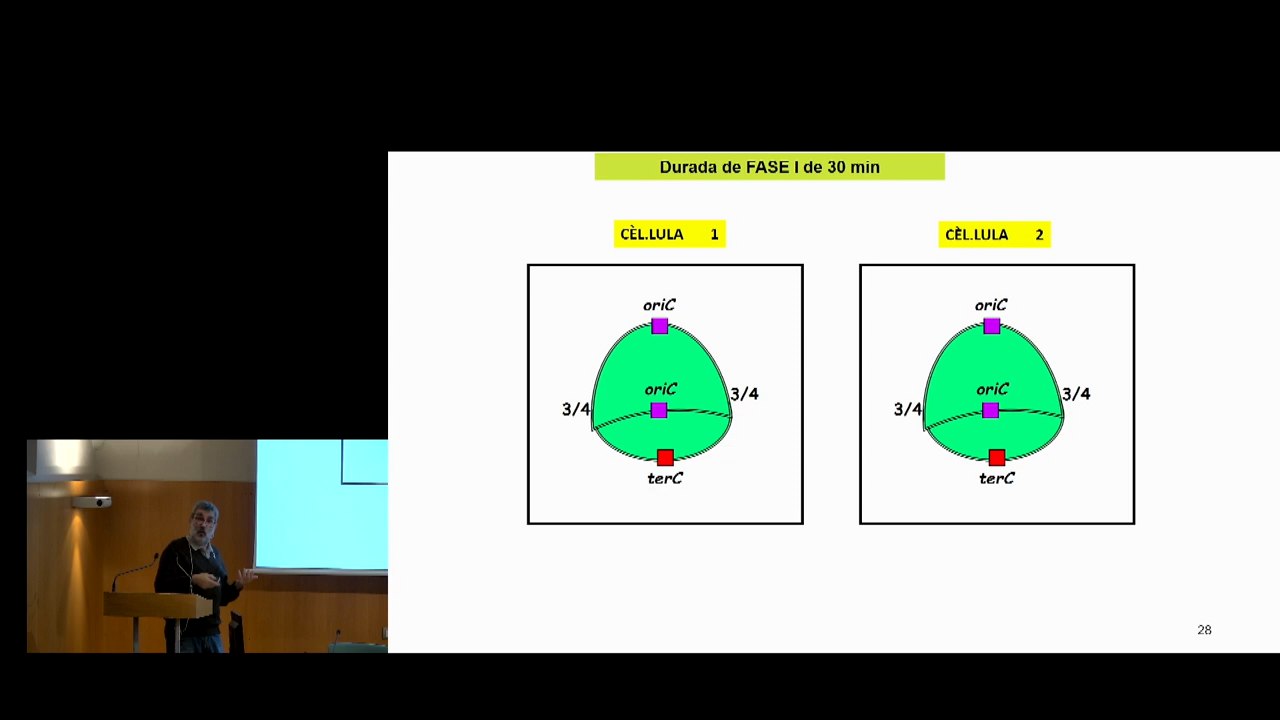 Durada de FASE I de 30 min
CÈL.LULA 1
CÈL.LULA 2
oriC
oriC
oriC
oriC
3/4
3/4
3/4
3/4
terC
terC
28